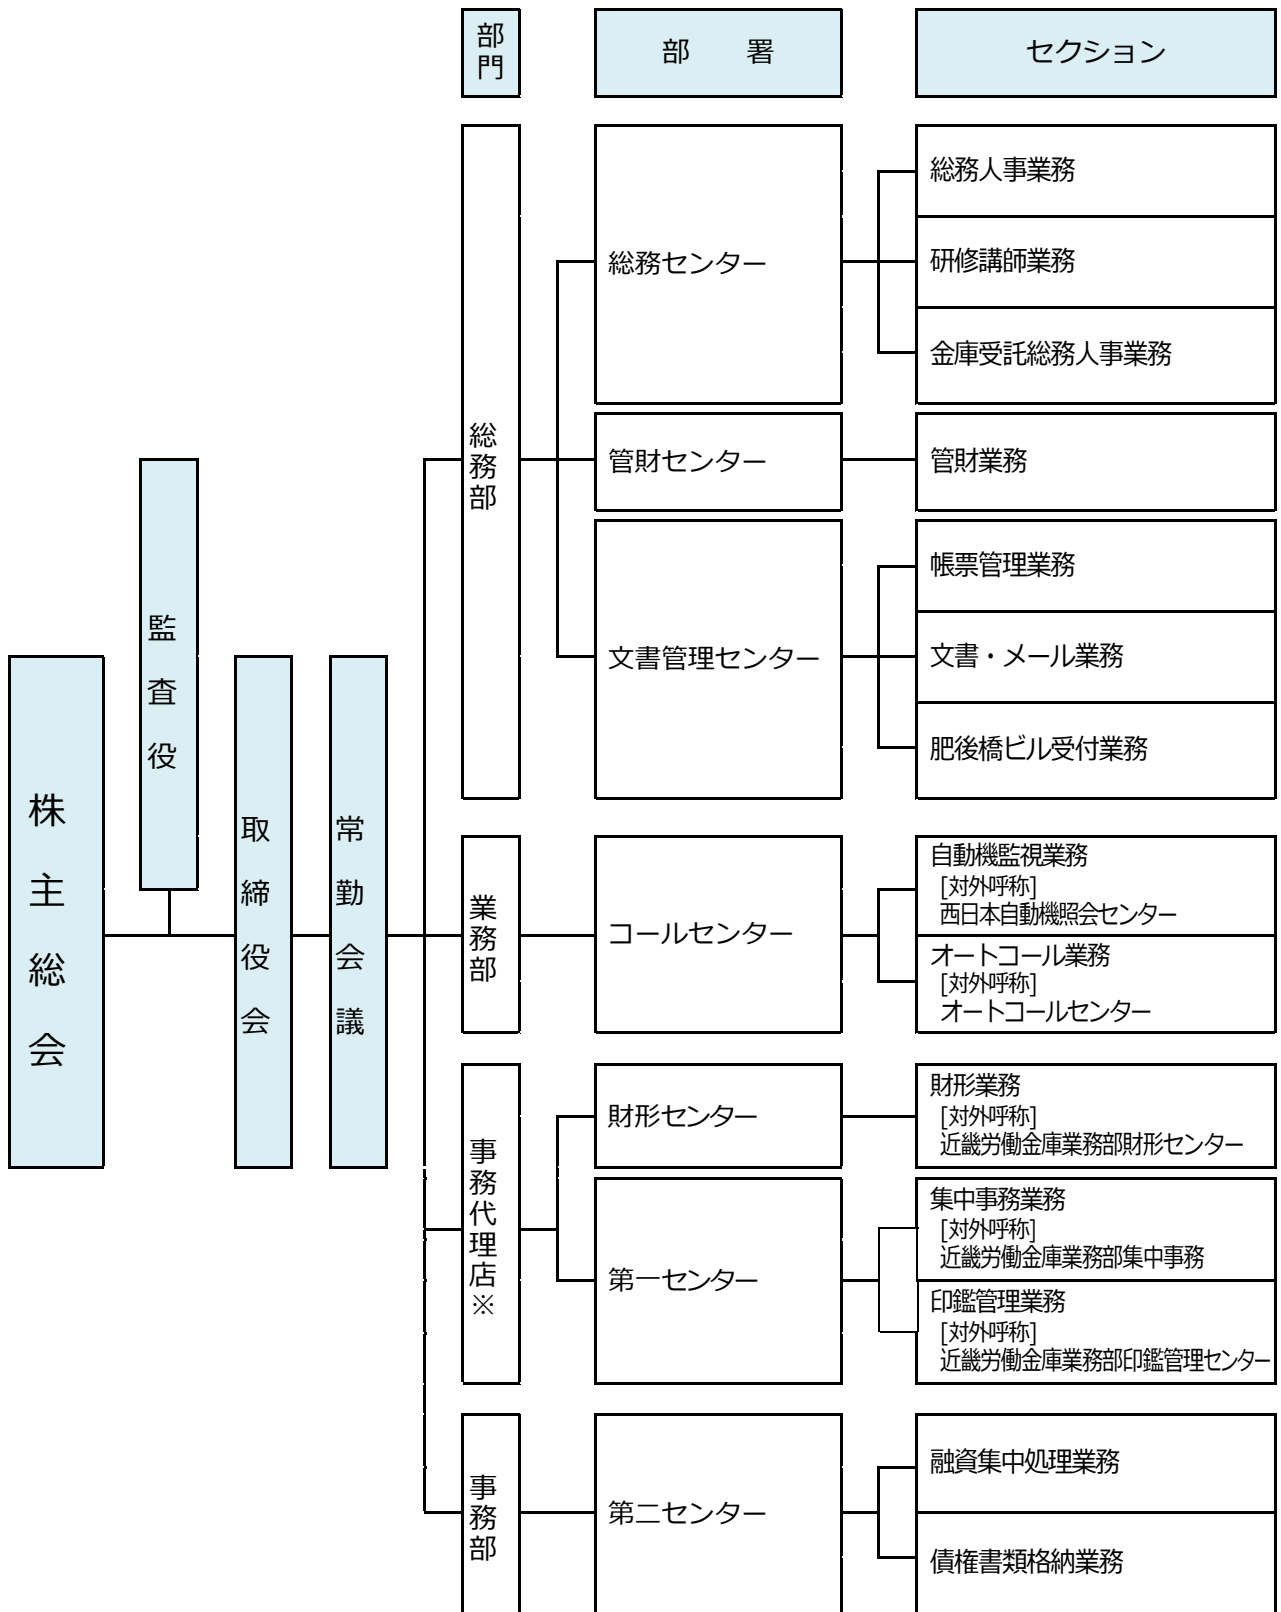 部門
部　署
セクション
株主総会
監査役
取締役会
常勤会議
総務部
総務センター
総務人事業務
研修講師業務
金庫受託総務人事業務
管財センター
管財業務
文書管理センター
帳票管理業務
文書・メール業務
肥後橋ビル受付業務
業務部
コールセンター
自動機監視業務
[対外呼称]
西日本自動機照会センター
オートコール業務
[対外呼称]
オートコールセンター
事務代理店※
財形センター
財形業務
[対外呼称]
近畿労働金庫業務部財形センター
第一センター
集中事務業務
[対外呼称]
近畿労働金庫業務部集中事務
印鑑管理業務
[対外呼称]
近畿労働金庫業務部印鑑管理センター
事務部
第二センター
融資集中処理業務
債権書類格納業務